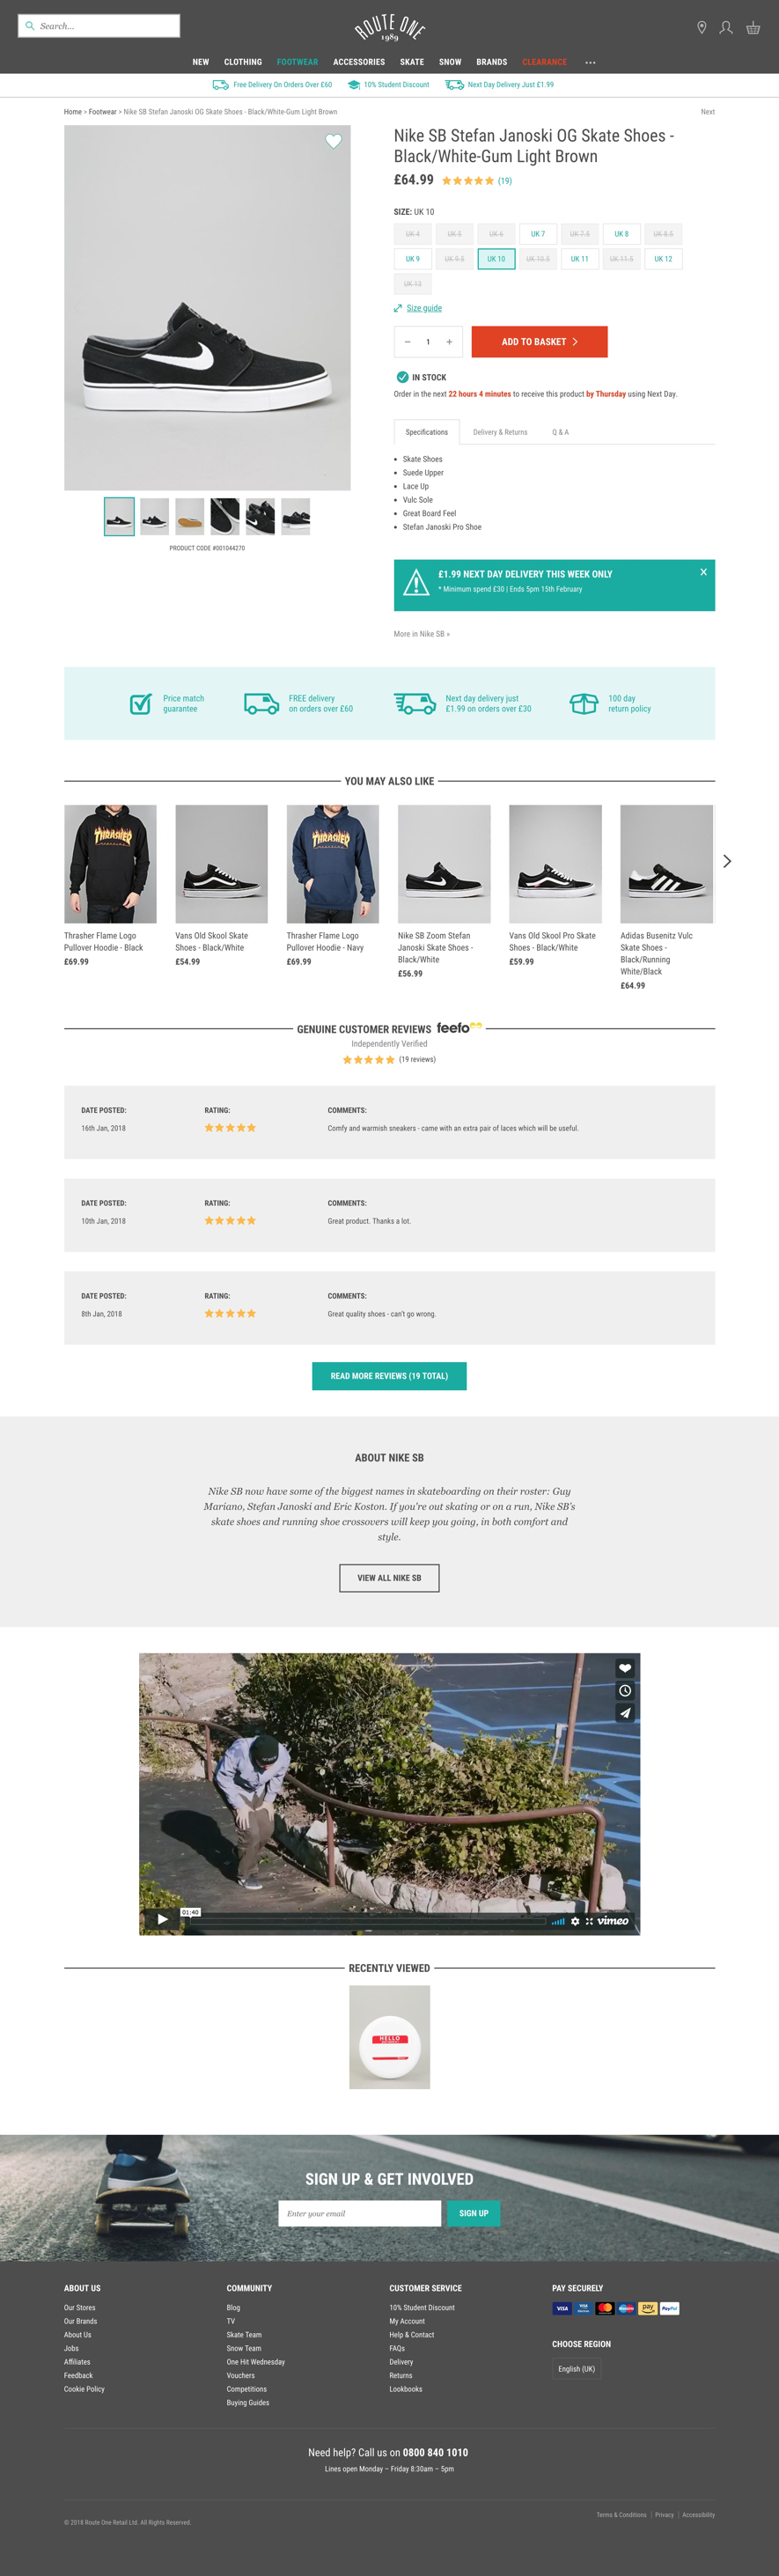 Search...
ROUTE ONE
1989
NEW CLOTHING FOOTWEAR ACCESSORIES SKATE SNOW BRANDS CLEARANCE
Free Delivery On Orders Over £60 10% Student Discount Next Day Delivery Just £1.99
Home > Footwear > Nike SB Stefan Janoski OG Skate Shoes - Black/White-Gum Light Brown
Next
Nike SB Stefan Janoski OG Skate Shoes -
Black/White-Gum Light Brown
£64.99 (19)
SIZE: UK 10
UK 4 UK 5 UK 6 UK 7 UK 7.5 UK 8 UK 8.5
UK 9 UK 9.5 UK 10 UK 10.5 UK 11 UK 11.5 UK 12
UK 13
Size guide
− 1 +
ADD TO BASKET
IN STOCK
Order in the next 22 hours 4 minutes to receive this product by Thursday using Next Day.
Specifications Delivery & Returns Q & A
Skate Shoes
Suede Upper
Lace Up
Vulc Sole
Great Board Feel
Stefan Janoski Pro Shoe
PRODUCT CODE #001044270
£1.99 NEXT DAY DELIVERY THIS WEEK ONLY
* Minimum spend £30 | Ends 5pm 15th February
More in Nike SB »
Price match
guarantee
FREE delivery
on orders over £60
Next day delivery just
£1.99 on orders over £30
100 day
return policy
YOU MAY ALSO LIKE
THRASHER
THRASHER
Thrasher Flame Logo
Pullover Hoodie - Black
£69.99
Vans Old Skool Skate
Shoes - Black/White
£54.99
Thrasher Flame Logo
Pullover Hoodie - Navy
£69.99
Nike SB Zoom Stefan
Janoski Skate Shoes -
Black/White
£56.99
Vans Old Skool Pro Skate
Shoes - Black/White
£59.99
Adidas Busenitz Vulc
Skate Shoes -
Black/Running
White/Black
£64.99
GENUINE CUSTOMER REVIEWS feefo
Independently Verified
(19 reviews)
DATE POSTED: RATING: COMMENTS:
16th Jan, 2018 Comfy and warmish sneakers - came with an extra pair of laces which will be useful.
DATE POSTED: RATING: COMMENTS:
10th Jan, 2018 Great product. Thanks a lot.
DATE POSTED: RATING: COMMENTS:
8th Jan, 2018 Great quality shoes - can't go wrong.
READ MORE REVIEWS (19 TOTAL)
ABOUT NIKE SB
Nike SB now have some of the biggest names in skateboarding on their roster: Guy
Mariano, Stefan Janoski and Eric Koston. If you're out skating or on a run, Nike SB's
skate shoes and running shoe crossovers will keep you going, in both comfort and
style.
VIEW ALL NIKE SB
01:40
vimeo
RECENTLY VIEWED
HELLO
SIGN UP & GET INVOLVED
Enter your email
SIGN UP
ABOUT US
Our Stores
Our Brands
About Us
Jobs
Affiliates
Feedback
Cookie Policy
COMMUNITY
Blog
TV
Skate Team
Snow Team
One Hit Wednesday
Vouchers
Competitions
Buying Guides
CUSTOMER SERVICE
10% Student Discount
My Account
Help & Contact
FAQs
Delivery
Returns
Lookbooks
PAY SECURELY
VISA VISA pay PayPal
CHOOSE REGION
English (UK)
Need help? Call us on 0800 840 1010
Lines open Monday – Friday 8:30am – 5pm
Terms & Conditions | Privacy | Accessibility
© 2018 Route One Retail Ltd. All Rights Reserved.